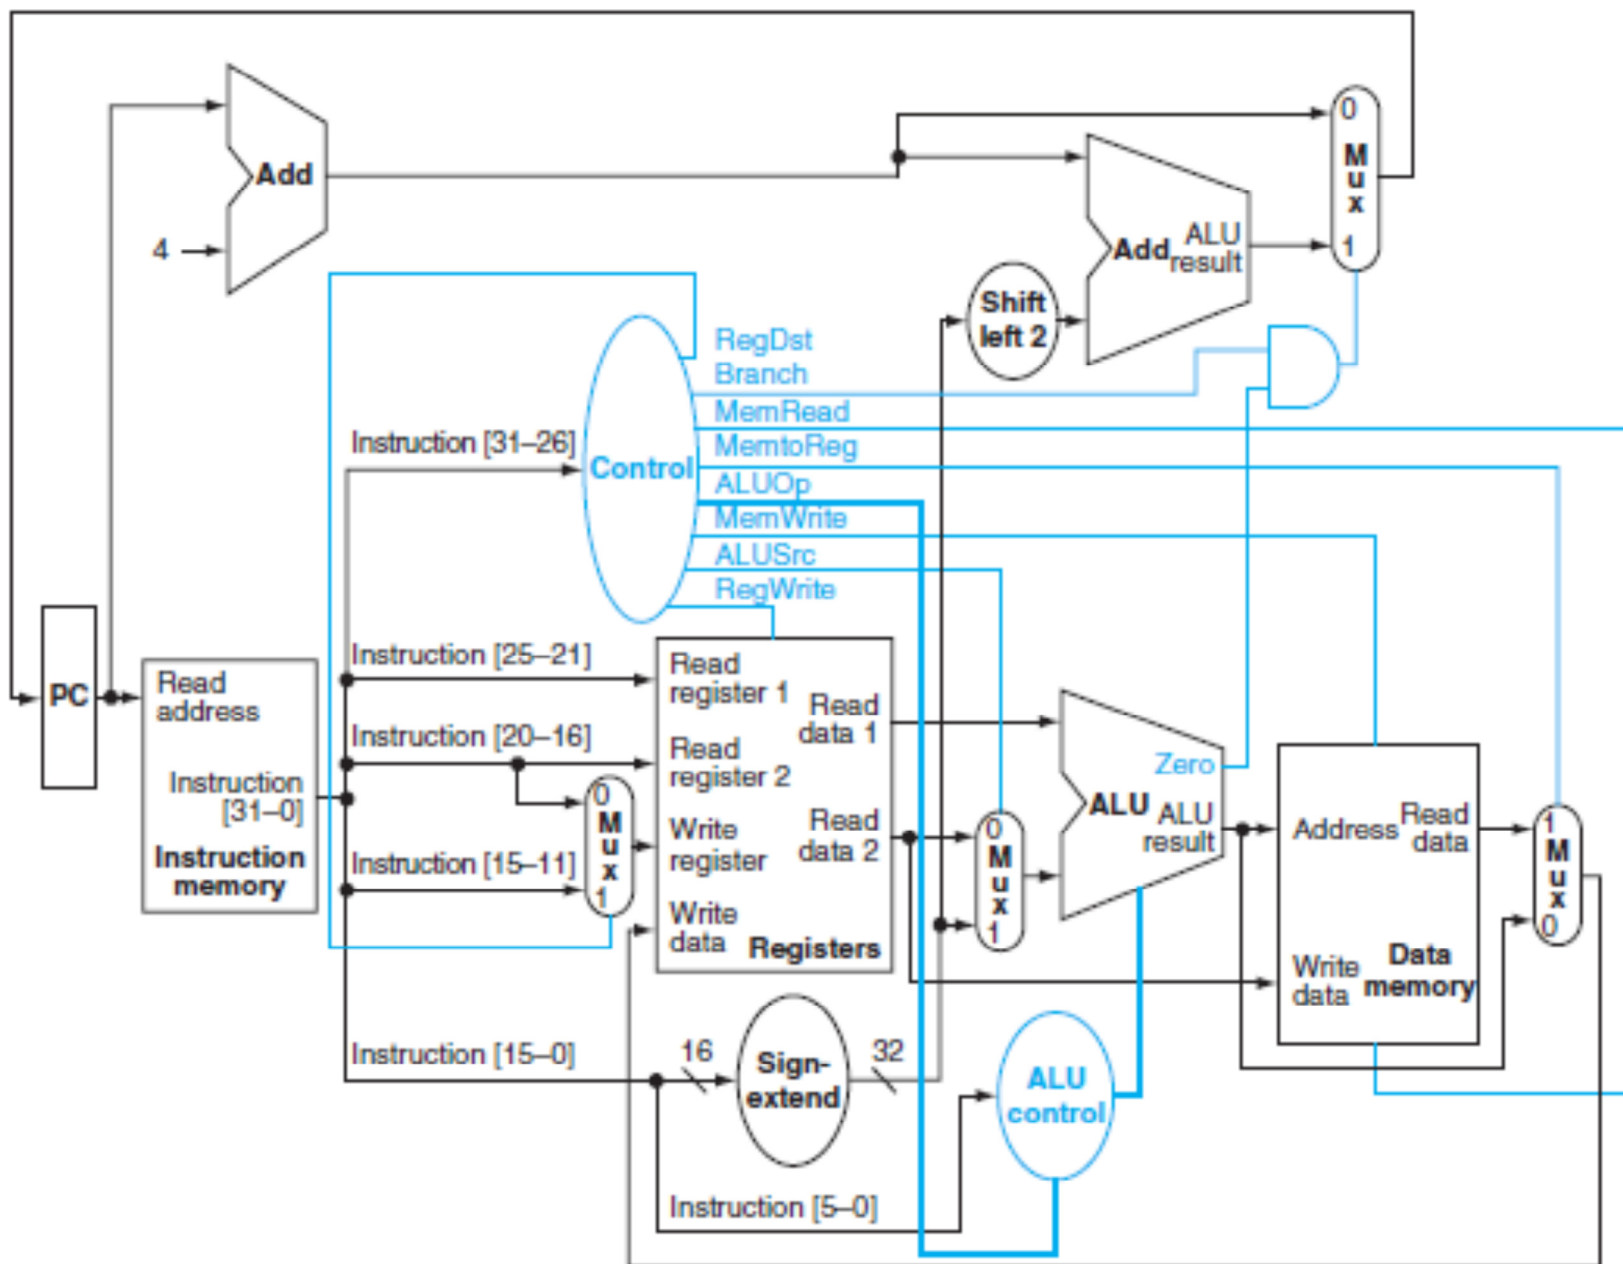 Add
4
0
M
u
x
1
Add
ALU
result
Shift
left 2
RegDst
Branch
MemRead
MemtoReg
ALUOp
MemWrite
ALUSrc
RegWrite
Control
Instruction [31–26]
Instruction [25–21]
Instruction [20–16]
Instruction [15–11]
Instruction [15–0]
Instruction [5–0]
PC
Read
address
Instruction
[31–0]
Instruction
memory
0
M
u
x
1
Read
register 1
Read
register 2
Write
register
Write
data
Read
data 1
Read
data 2
Registers
0
M
u
x
1
Zero
ALU
ALU
result
Address
Read
data
Write
data
Data
memory
1
M
u
x
0
16
Sign-
extend
32
ALU
control